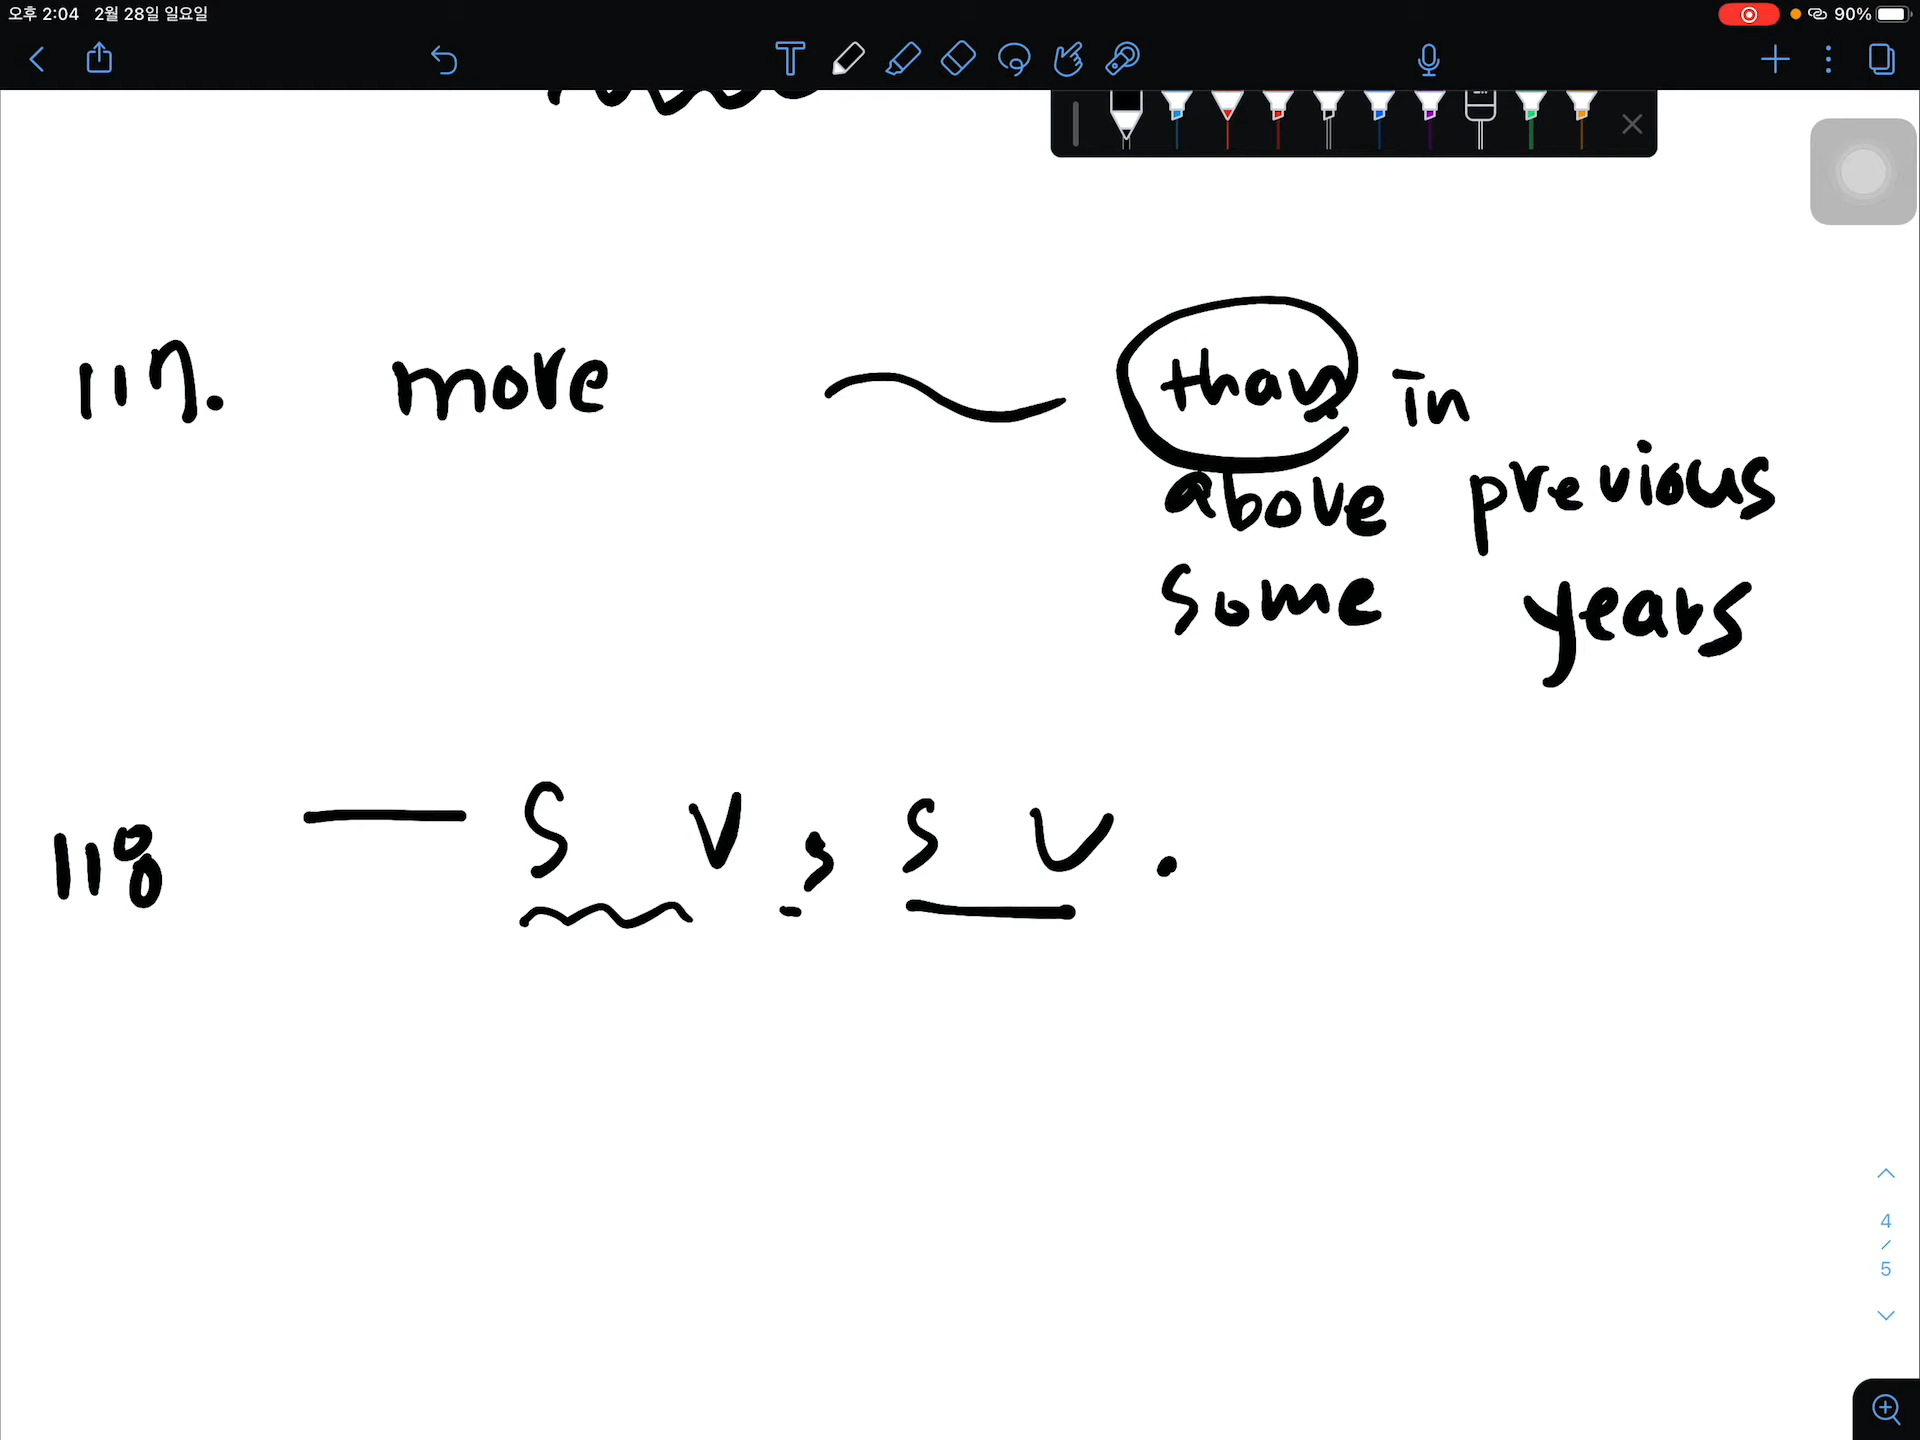 오후 2:04 2월 28일 일요일 90%
117. more ~ than in
above previous
some years
118 — S V , S V .
4
/
5